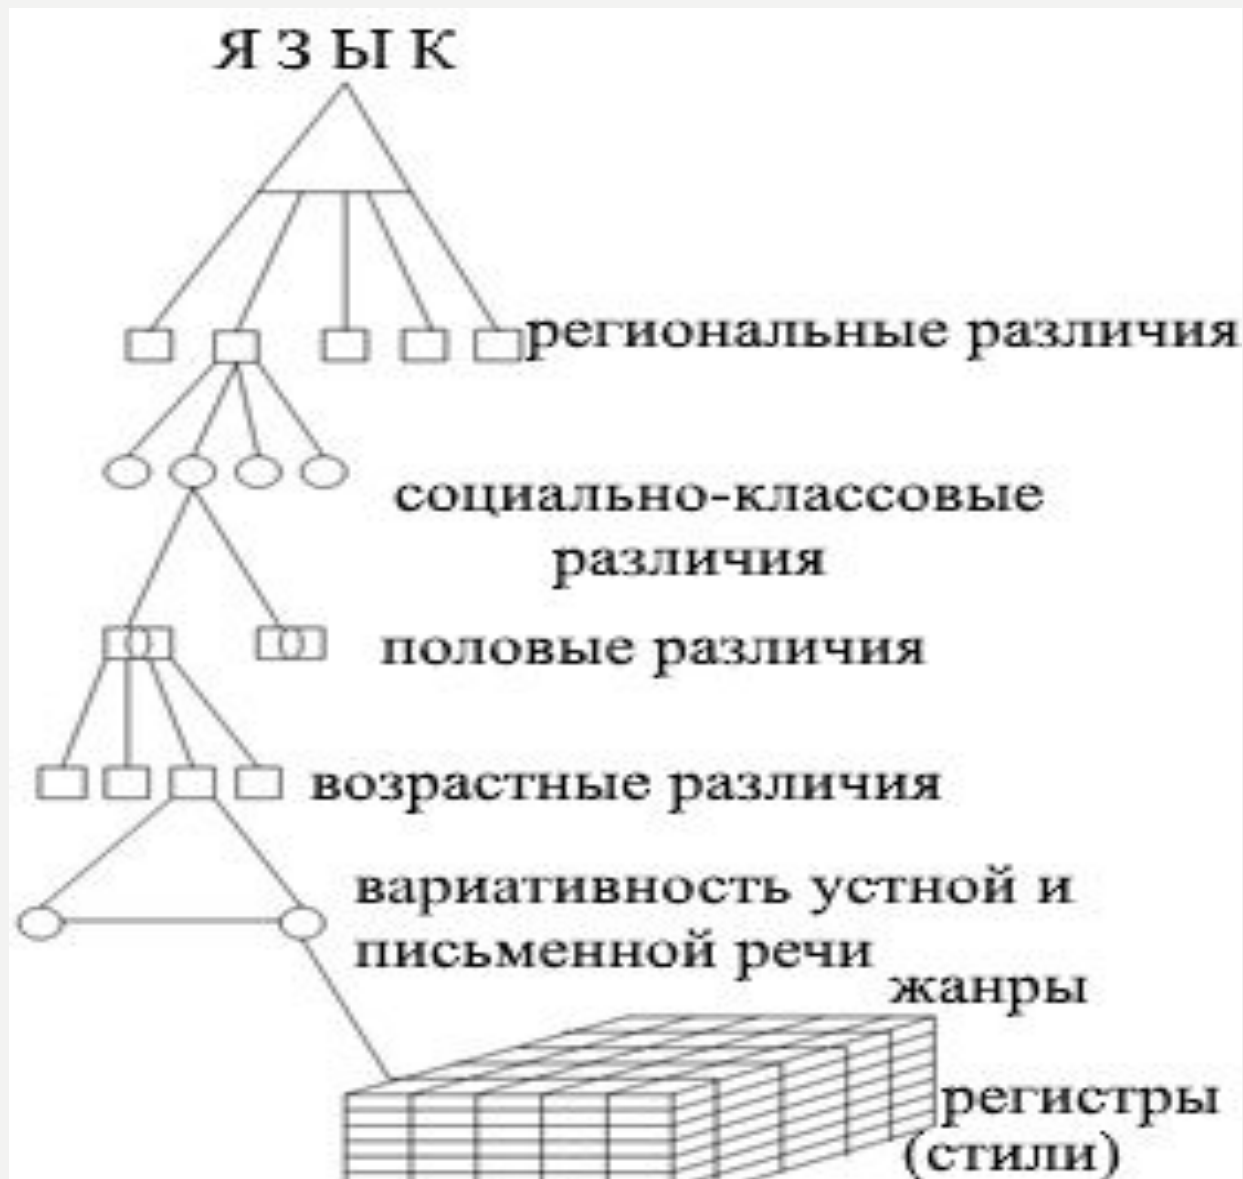 ЯЗЫК
региональные различия
социально-классовые
различия
половые различия
возрастные различия
вариативность устной и
письменной речи
жанры
регистры
(стили)